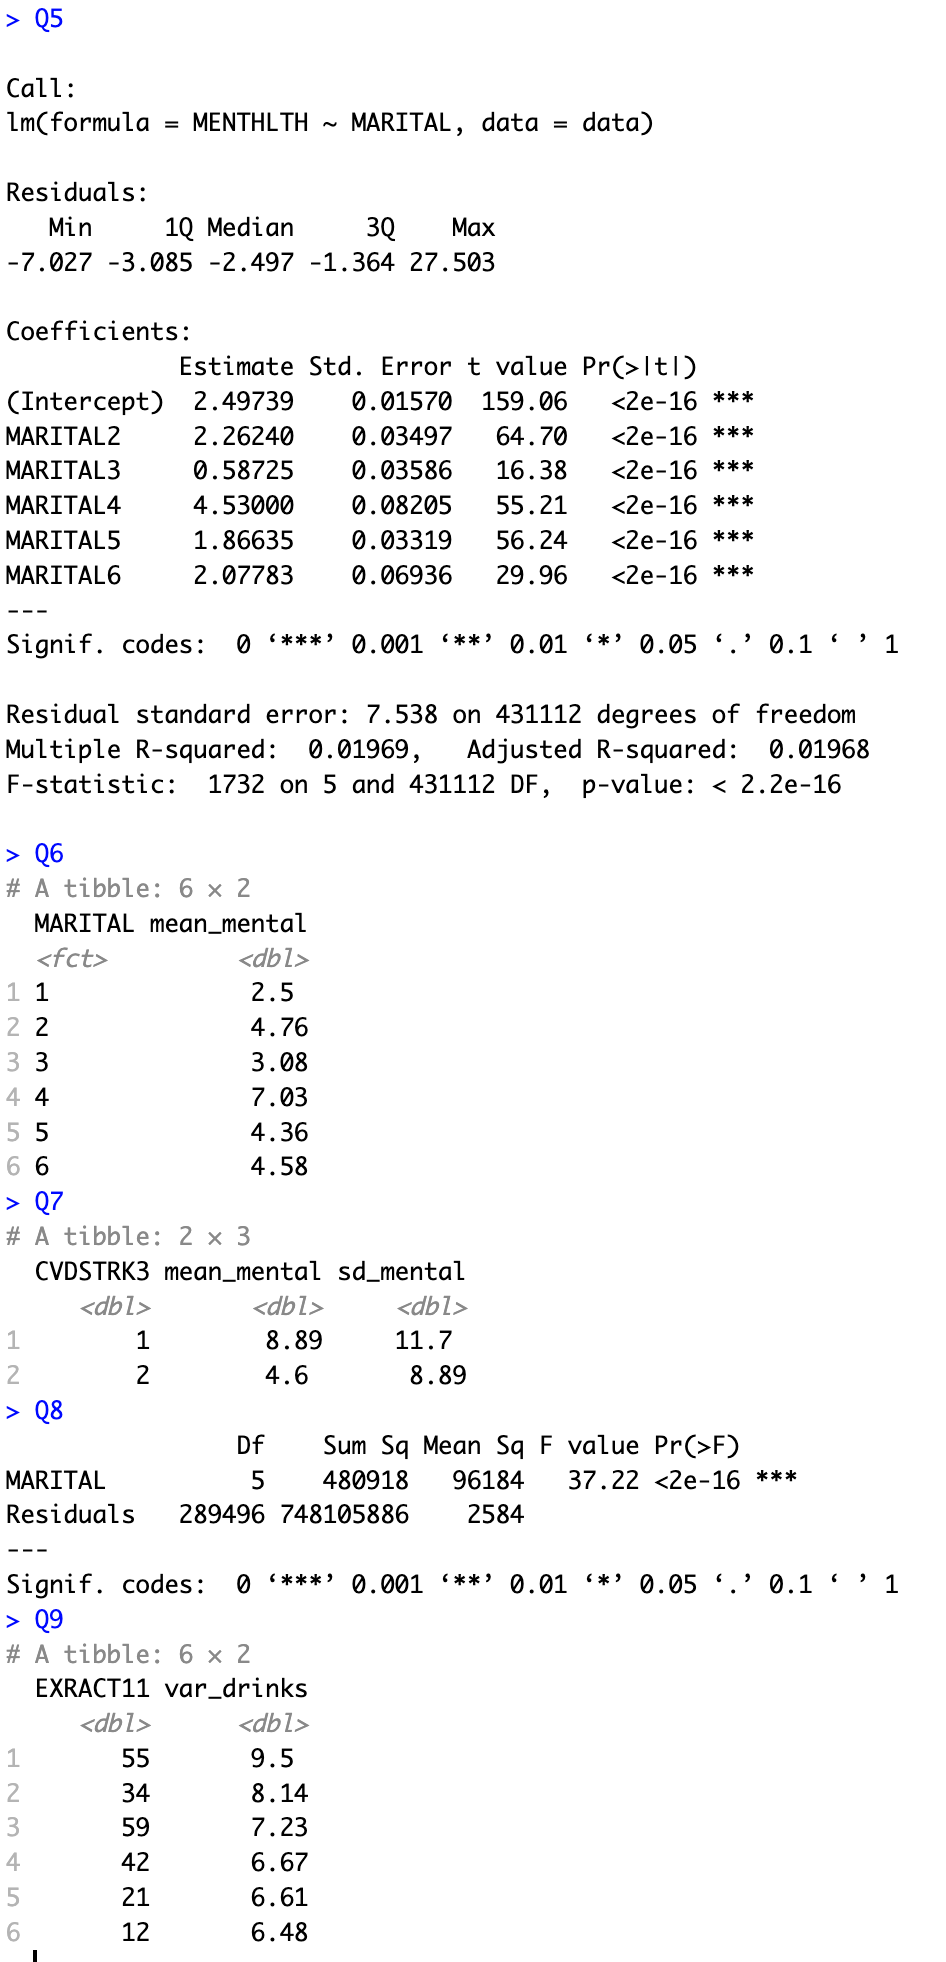 > Q5
Call:
lm(formula = MENTHLTH ~ MARITAL, data = data)
Residuals:
   Min     1Q Median     3Q    Max
-7.027 -3.085 -2.497 -1.364 27.503
Coefficients:
            Estimate Std. Error t value Pr(>|t|)
(Intercept)  2.49739    0.01570  159.06   <2e-16 ***
MARITAL2     2.26240    0.03497   64.70   <2e-16 ***
MARITAL3     0.58725    0.03586   16.38   <2e-16 ***
MARITAL4     4.53000    0.08205   55.21   <2e-16 ***
MARITAL5     1.86635    0.03319   56.24   <2e-16 ***
MARITAL6     2.07783    0.06936   29.96   <2e-16 ***
---
Signif. codes:  0 ‘***’ 0.001 ‘**’ 0.01 ‘*’ 0.05 ‘.’ 0.1 ‘ ’ 1
Residual standard error: 7.538 on 431112 degrees of freedom
Multiple R-squared:  0.01969,   Adjusted R-squared:  0.01968
F-statistic:  1732 on 5 and 431112 DF,  p-value: < 2.2e-16
> Q6
# A tibble: 6 × 2
  MARITAL mean_mental
  <fct>         <dbl>
1 1              2.5
2 2              4.76
3 3              3.08
4 4              7.03
5 5              4.36
6 6              4.58
> Q7
# A tibble: 2 × 3
  CVDSTRK3 mean_mental sd_mental
     <dbl>       <dbl>     <dbl>
1        1        8.89     11.7
2        2        4.6       8.89
> Q8
                Df    Sum Sq Mean Sq F value Pr(>F)
MARITAL          5    480918   96184   37.22 <2e-16 ***
Residuals   289496 748105886    2584
---
Signif. codes:  0 ‘***’ 0.001 ‘**’ 0.01 ‘*’ 0.05 ‘.’ 0.1 ‘ ’ 1
> Q9
# A tibble: 6 × 2
  EXRACT11 var_drinks
     <dbl>      <dbl>
1       55       9.5
2       34       8.14
3       59       7.23
4       42       6.67
5       21       6.61
6       12       6.48